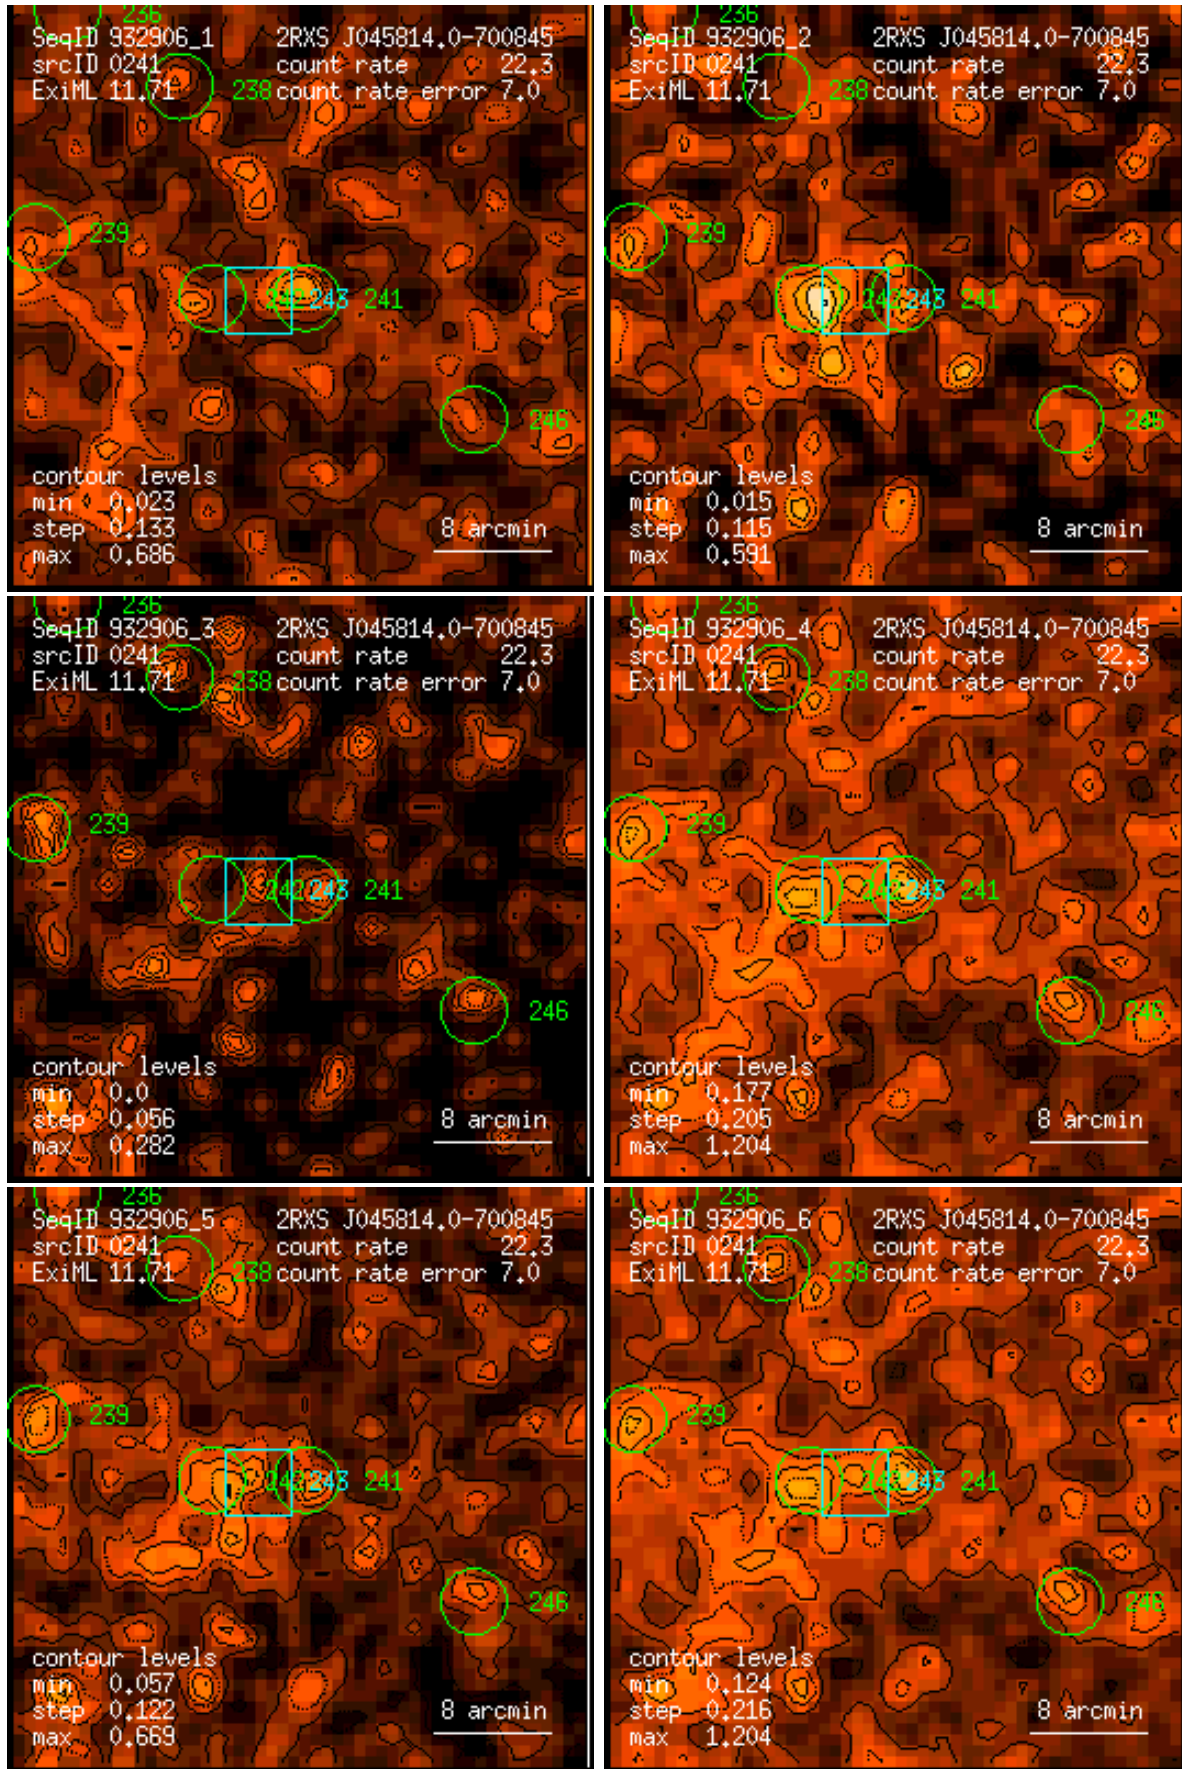 236
SeqID 932906_1 2RXS J045814.0-700845
srcID 0241 count rate 22.3
ExiML 11.71 238 count rate error 7.0
239
243 241
246
contour levels
min 0.023
step 0.133
max 0.686
8 arcmin
236
SeqID 932906_2 2RXS J045814.0-700845
srcID 0241 count rate 22.3
ExiML 11.71 238 count rate error 7.0
239
243 241
246
contour levels
min 0.015
step 0.115
max 0.591
8 arcmin
236
SeqID 932906_3 2RXS J045814.0-700845
srcID 0241 count rate 22.3
ExiML 11.71 238 count rate error 7.0
239
243 241
246
contour levels
min 0.0
step 0.056
max 0.282
8 arcmin
236
SeqID 932906_4 2RXS J045814.0-700845
srcID 0241 count rate 22.3
ExiML 11.71 238 count rate error 7.0
239
243 241
246
contour levels
min 0.177
step 0.205
max 1.204
8 arcmin
236
SeqID 932906_5 2RXS J045814.0-700845
srcID 0241 count rate 22.3
ExiML 11.71 238 count rate error 7.0
239
243 241
246
contour levels
min 0.057
step 0.122
max 0.669
8 arcmin
236
SeqID 932906_6 2RXS J045814.0-700845
srcID 0241 count rate 22.3
ExiML 11.71 238 count rate error 7.0
239
243 241
246
contour levels
min 0.124
step 0.216
max 1.204
8 arcmin